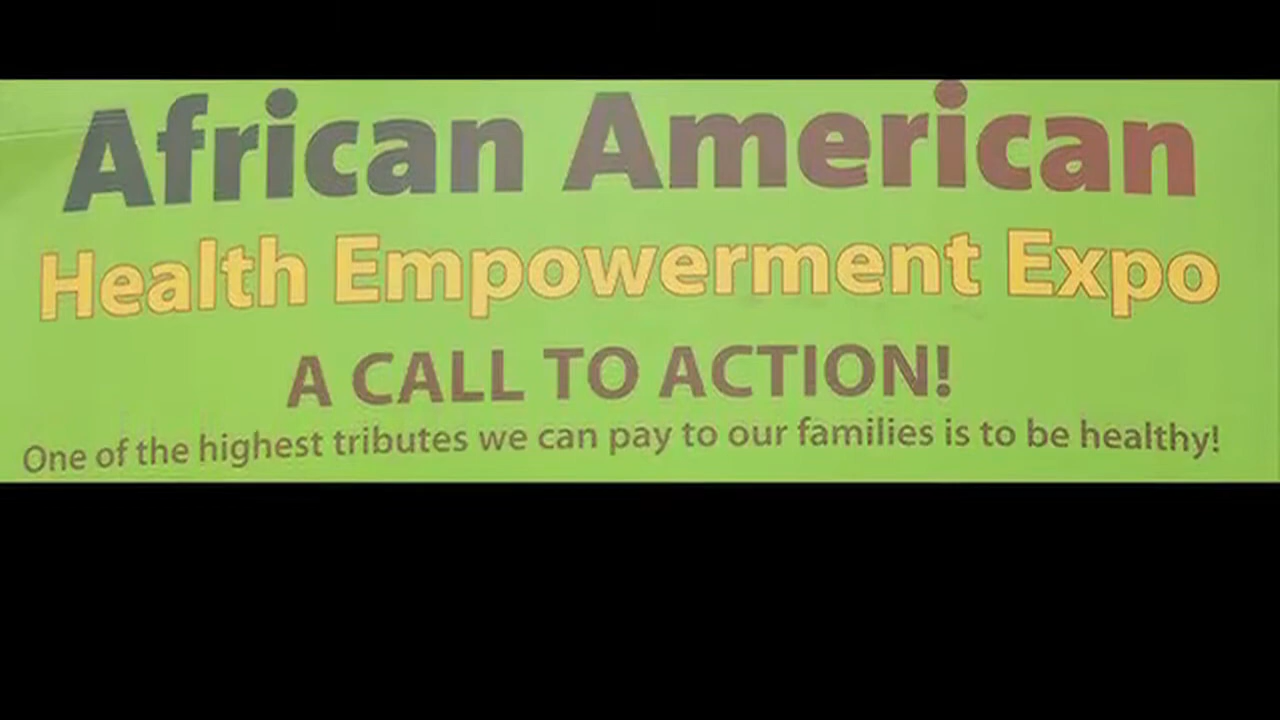 African American
Health Empowerment Expo
A CALL TO ACTION!
One of the highest tributes we can pay to our families is to be healthy!